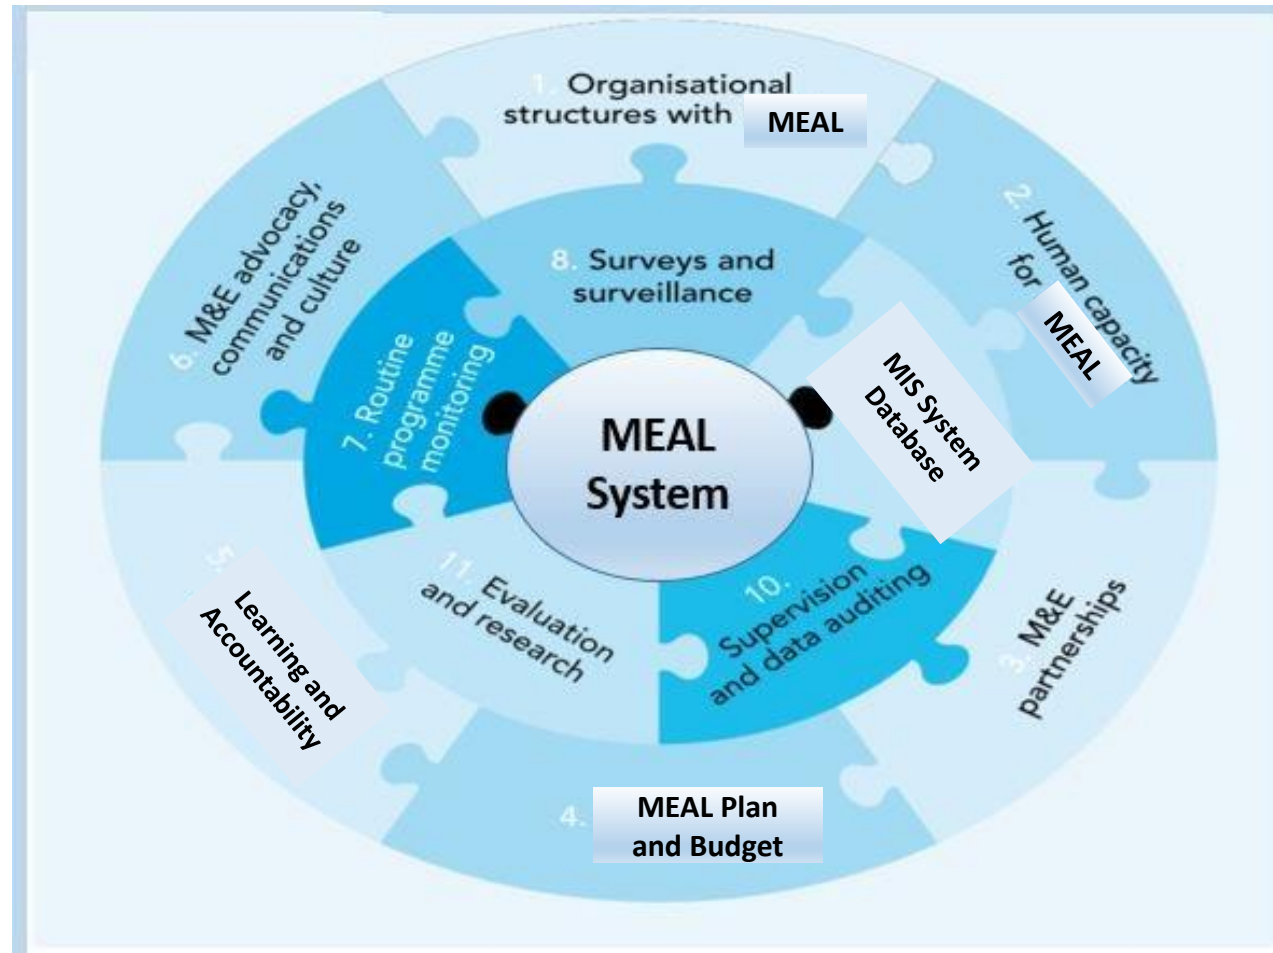 1. Organisational
structures with MEAL
2. Human capacity
for MEAL
3. M&E
partnerships
4. MEAL Plan
and Budget
5. Learning and
Accountability
6. M&E advocacy,
communications
and culture
7. Routine
programme
monitoring
8. Surveys and
surveillance
MIS System
Database
10.
Supervision
and data auditing
11. Evaluation
and research
MEAL
System